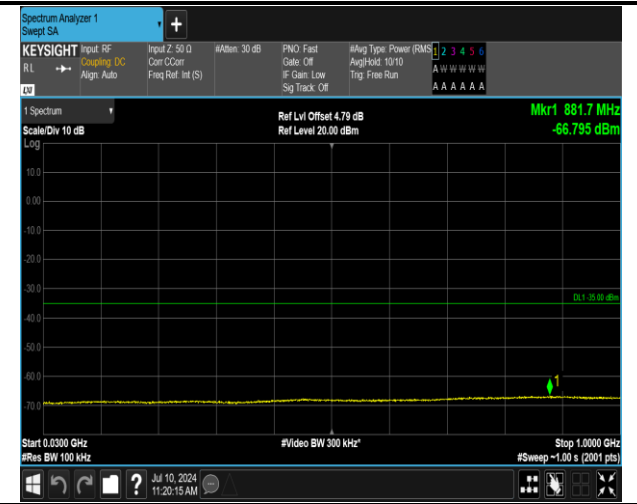 Spectrum Analyzer 1
Swept SA
+
KEYSIGHT
RL
Input: RF
Coupling: DC
Align: Auto
Input Z: 50 Ω
Corr CCorr
Freq Ref: Int (S)
#Atten: 30 dB
PNO: Fast
Gate: Off
IF Gain: Low
Sig Track: Off
#Avg Type: Power (RMS
Avg|Hold: 10/10
Trig: Free Run
1 2 3 4 5 6
A W W W W W
A A A A A A
1 Spectrum
Scale/Div 10 dB
Log
Ref Lvl Offset 4.79 dB
Ref Level 20.00 dBm
Mkr1 881.7 MHz
-66.795 dBm
10.0
0.00
-10.0
-20.0
-30.0
DL1 -35.00 dBm
-40.0
-50.0
-60.0
1
-70.0
Start 0.0300 GHz
#Res BW 100 kHz
#Video BW 300 kHz*
Stop 1.0000 GHz
#Sweep ~1.00 s (2001 pts)
?
Jul 10, 2024
11:20:15 AM